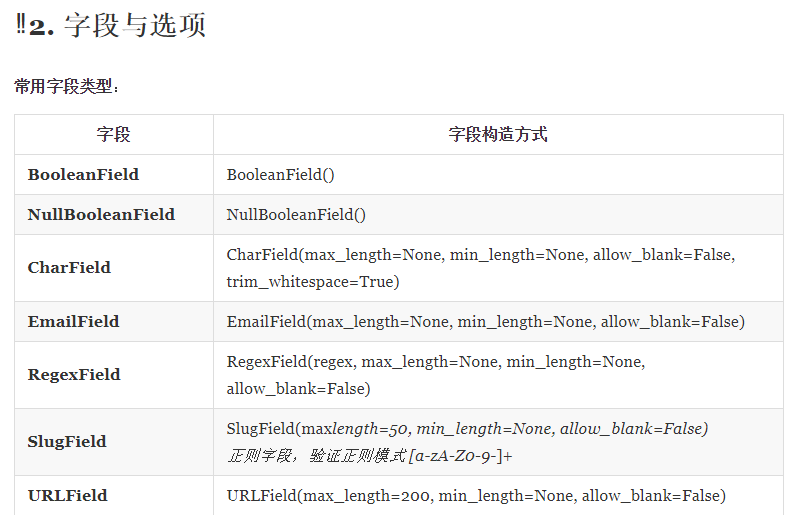 ‖2. 字段与选项
常用字段类型：
字段 字段构造方式
BooleanField BooleanField()
NullBooleanField NullBooleanField()
CharField CharField(max_length=None, min_length=None, allow_blank=False,
trim_whitespace=True)
EmailField EmailField(max_length=None, min_length=None, allow_blank=False)
RegexField RegexField(regex, max_length=None, min_length=None,
allow_blank=False)
SlugField SlugField(maxlength=50, min_length=None, allow_blank=False)
正则字段，验证正则模式 [a-zA-Z0-9-]+
URLField URLField(max_length=200, min_length=None, allow_blank=False)